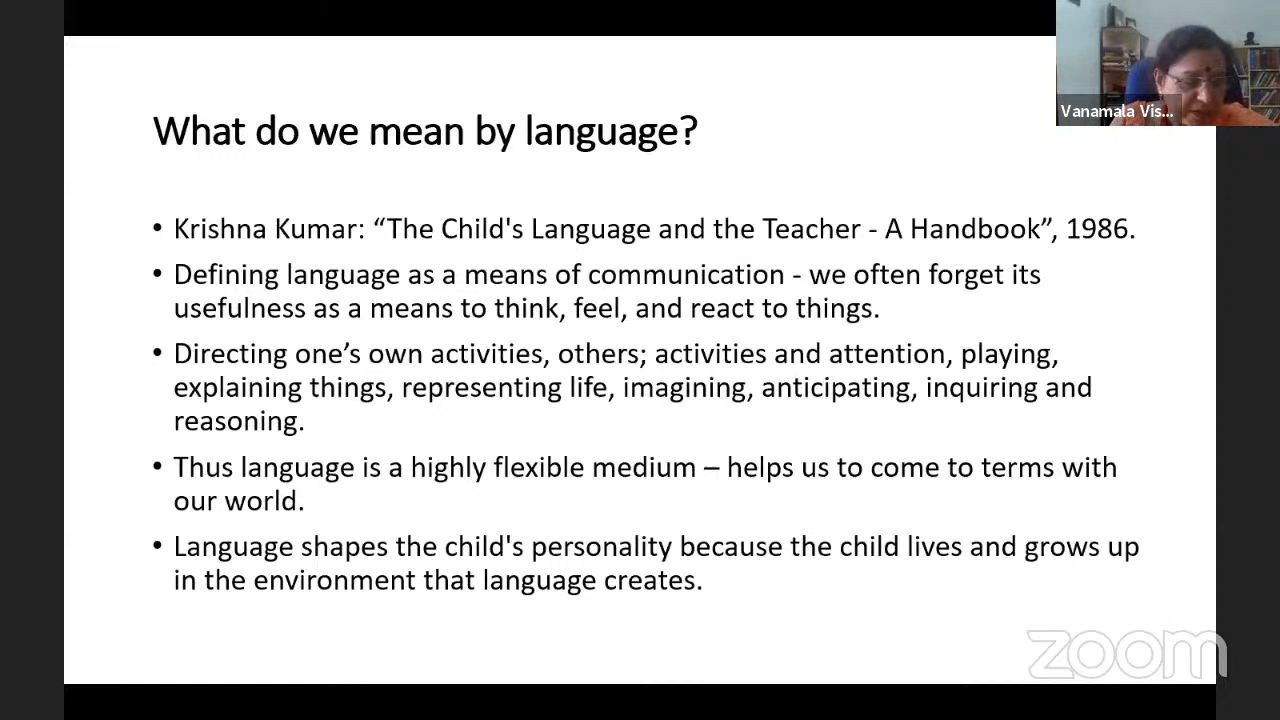 Vanamala Vis...
What do we mean by language?
• Krishna Kumar: “The Child's Language and the Teacher - A Handbook”, 1986.
• Defining language as a means of communication - we often forget its
usefulness as a means to think, feel, and react to things.
• Directing one’s own activities, others; activities and attention, playing,
explaining things, representing life, imagining, anticipating, inquiring and
reasoning.
• Thus language is a highly flexible medium – helps us to come to terms with
our world.
• Language shapes the child's personality because the child lives and grows up
in the environment that language creates.
zoom